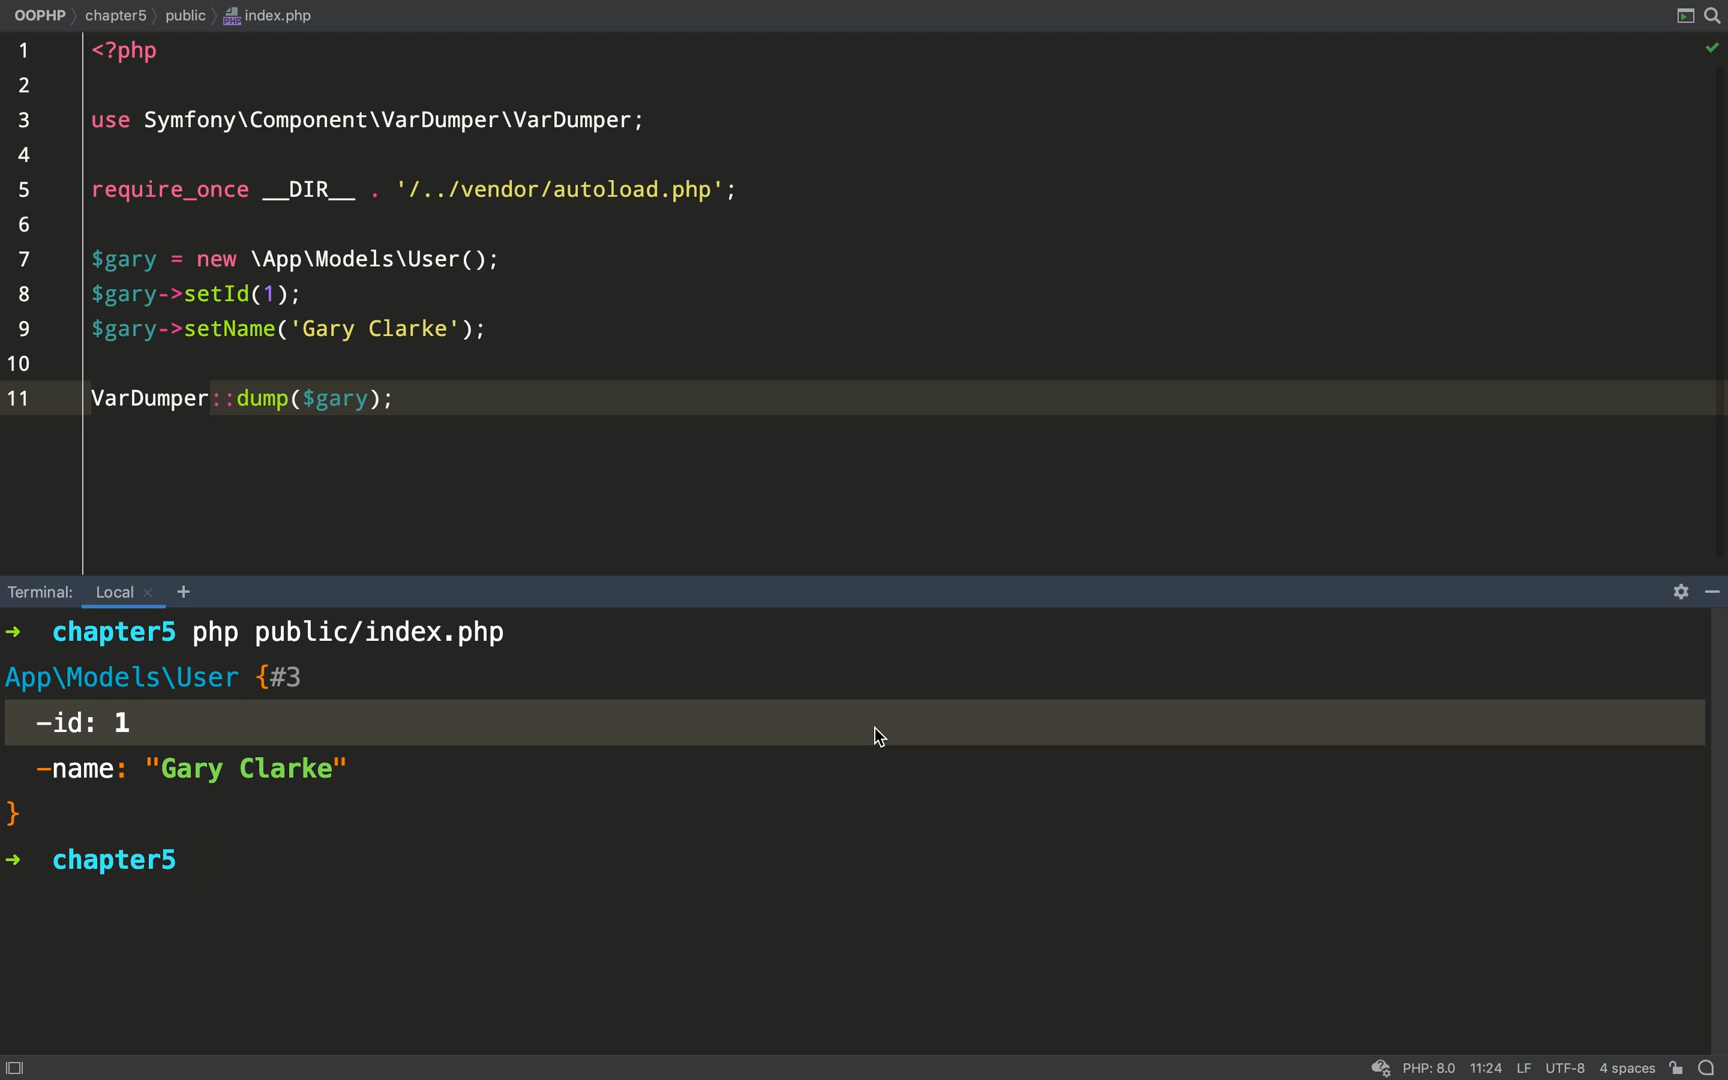 OOPHP chapter5 public index.php
1 <?php
2
3 use Symfony\Component\VarDumper\VarDumper;
4
5 require_once __DIR__ . '/../vendor/autoload.php';
6
7 $gary = new \App\Models\User();
8 $gary->setId(1);
9 $gary->setName('Gary Clarke');
10
11 VarDumper::dump($gary);
Terminal: Local × +
➜ chapter5 php public/index.php
App\Models\User {#3
-id: 1
-name: "Gary Clarke"
}
➜ chapter5
PHP: 8.0 11:24 LF UTF-8 4 spaces